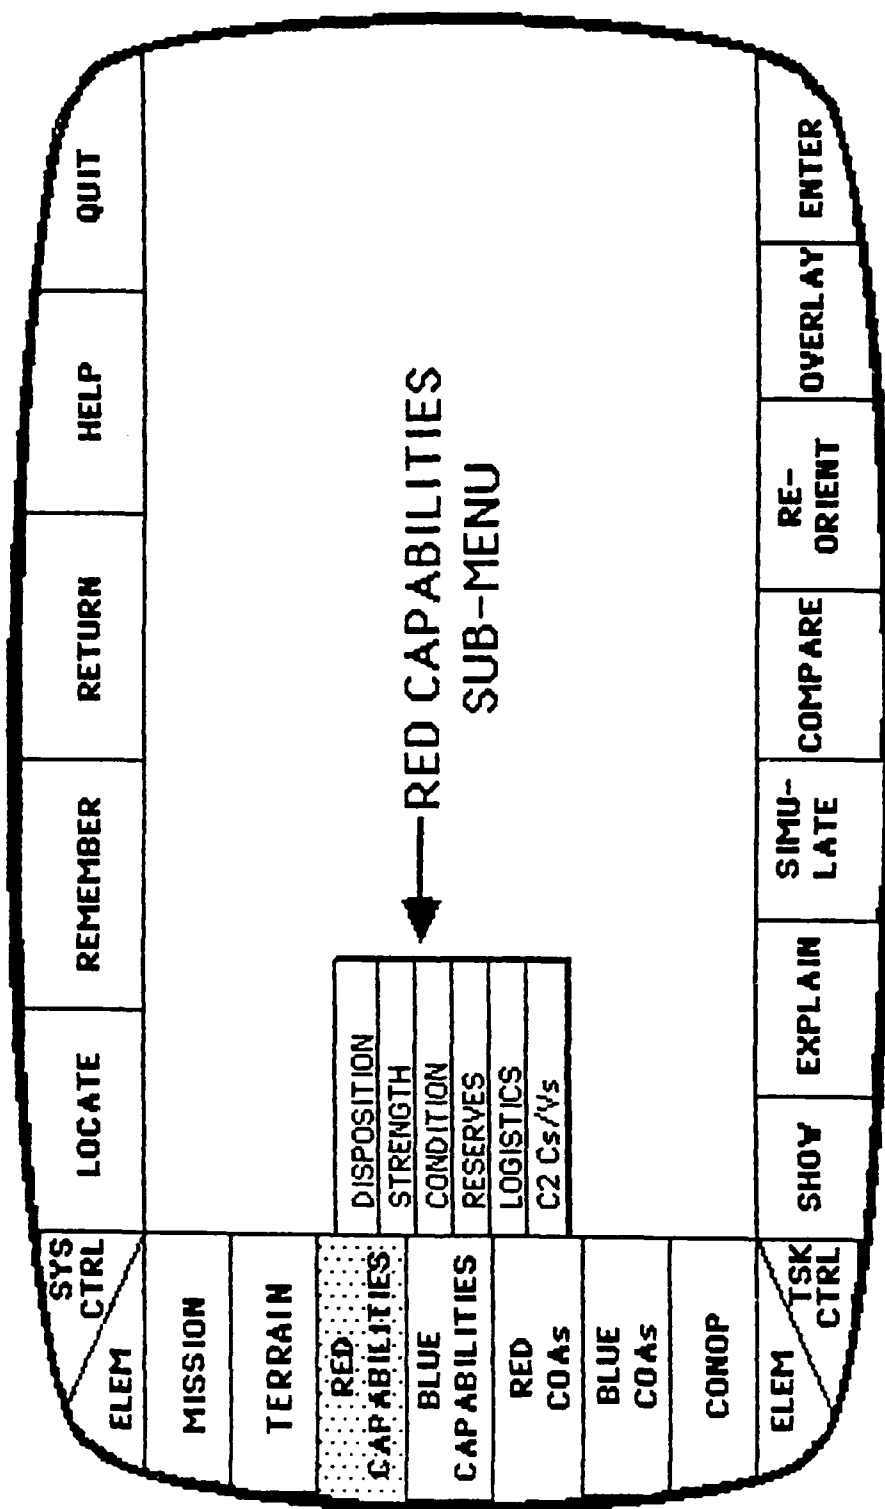 SYS
CTRL
LOCATE
REMEMBER
RETURN
HELP
QUIT
ELEM
MISSION
TERRAIN
RED
CAPABILITIES
BLUE
CAPABILITIES
RED
COAs
BLUE
COAs
CONOP
ELEM
DISPOSITION
STRENGTH
CONDITION
RESERVES
LOGISTICS
C2 Cs/Vs
RED CAPABILITIES
SUB-MENU
TSK
CTRL
SHOW
EXPLAIN
SIMU-
LATE
COMPARE
RE-
ORIENT
OVERLAY
ENTER